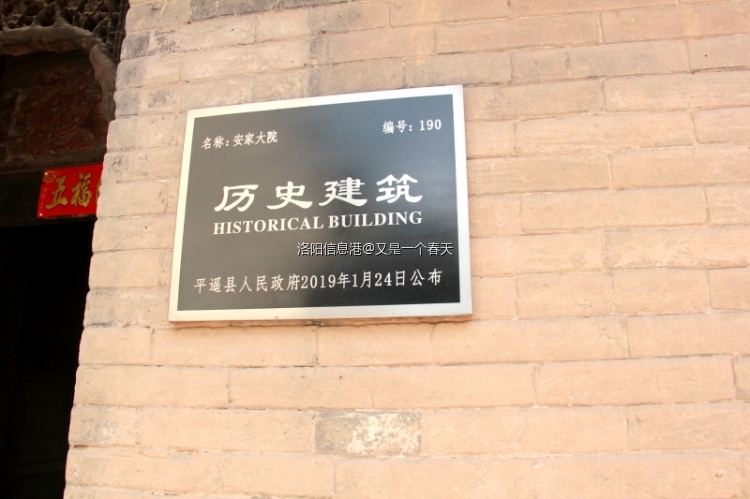 五福
名称：安家大院
编号：190
历史建筑
HISTORICAL BUILDING
洛阳信息港@又是一个春天
平遥县人民政府2019年1月24日公布